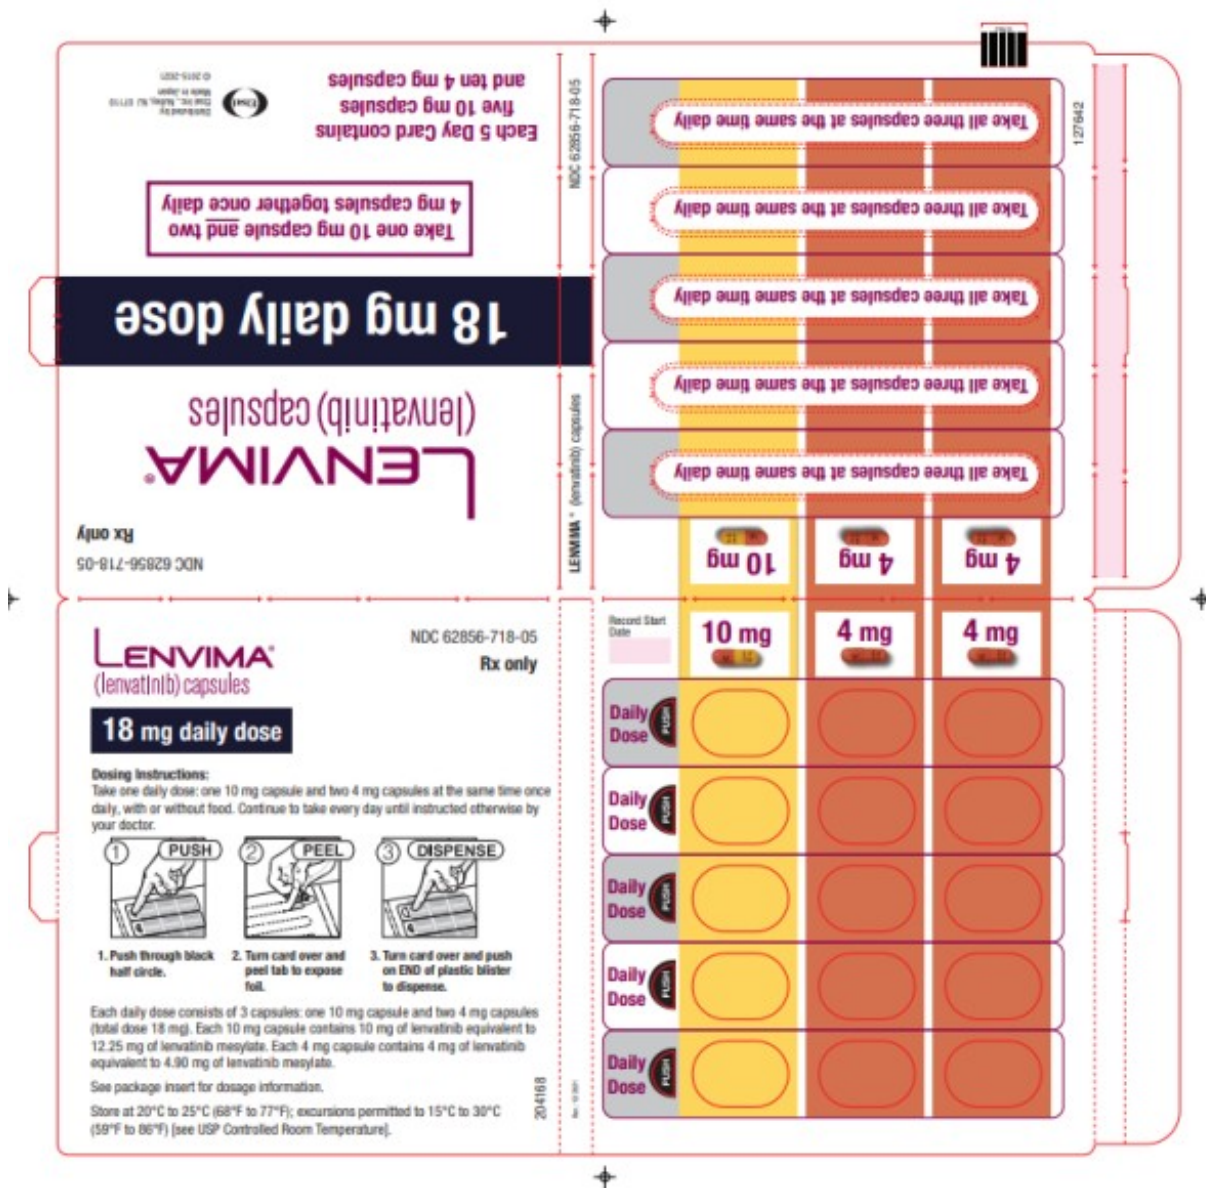 Each 5 Day Card contains
five 10 mg capsules
and ten 4 mg capsules
Eisai
Distributed by:
Eisai Inc., Nutley, NJ 07110
Made in Japan
© 2015-2021
Take one 10 mg capsule and two
4 mg capsules together once daily
18 mg daily dose
LENVIMA®
(lenvatinib) capsules
Rx only
NDC 62856-718-05
NDC 62856-718-05
LENVIMA® (lenvatinib) capsules
127642
Take all three capsules at the same time daily
Take all three capsules at the same time daily
Take all three capsules at the same time daily
Take all three capsules at the same time daily
Take all three capsules at the same time daily
10 mg
4 mg
4 mg
LENVIMA®
(lenvatinib) capsules
NDC 62856-718-05
Rx only
18 mg daily dose
Dosing Instructions:
Take one daily dose: one 10 mg capsule and two 4 mg capsules at the same time once
daily, with or without food. Continue to take every day until instructed otherwise by
your doctor.
1 PUSH
2 PEEL
3 DISPENSE
1. Push through black
half circle.
2. Turn card over and
peel tab to expose
foil.
3. Turn card over and push
on END of plastic blister
to dispense.
Each daily dose consists of 3 capsules: one 10 mg capsule and two 4 mg capsules
(total dose 18 mg). Each 10 mg capsule contains 10 mg of lenvatinib equivalent to
12.25 mg of lenvatinib mesylate. Each 4 mg capsule contains 4 mg of lenvatinib
equivalent to 4.90 mg of lenvatinib mesylate.
See package insert for dosage information.
Store at 20°C to 25°C (68°F to 77°F); excursions permitted to 15°C to 30°C
(59°F to 86°F) [see USP Controlled Room Temperature].
204168
Record Start
Date
10 mg
4 mg
4 mg
Daily
Dose
PUSH
Daily
Dose
PUSH
Daily
Dose
PUSH
Daily
Dose
PUSH
Daily
Dose
PUSH